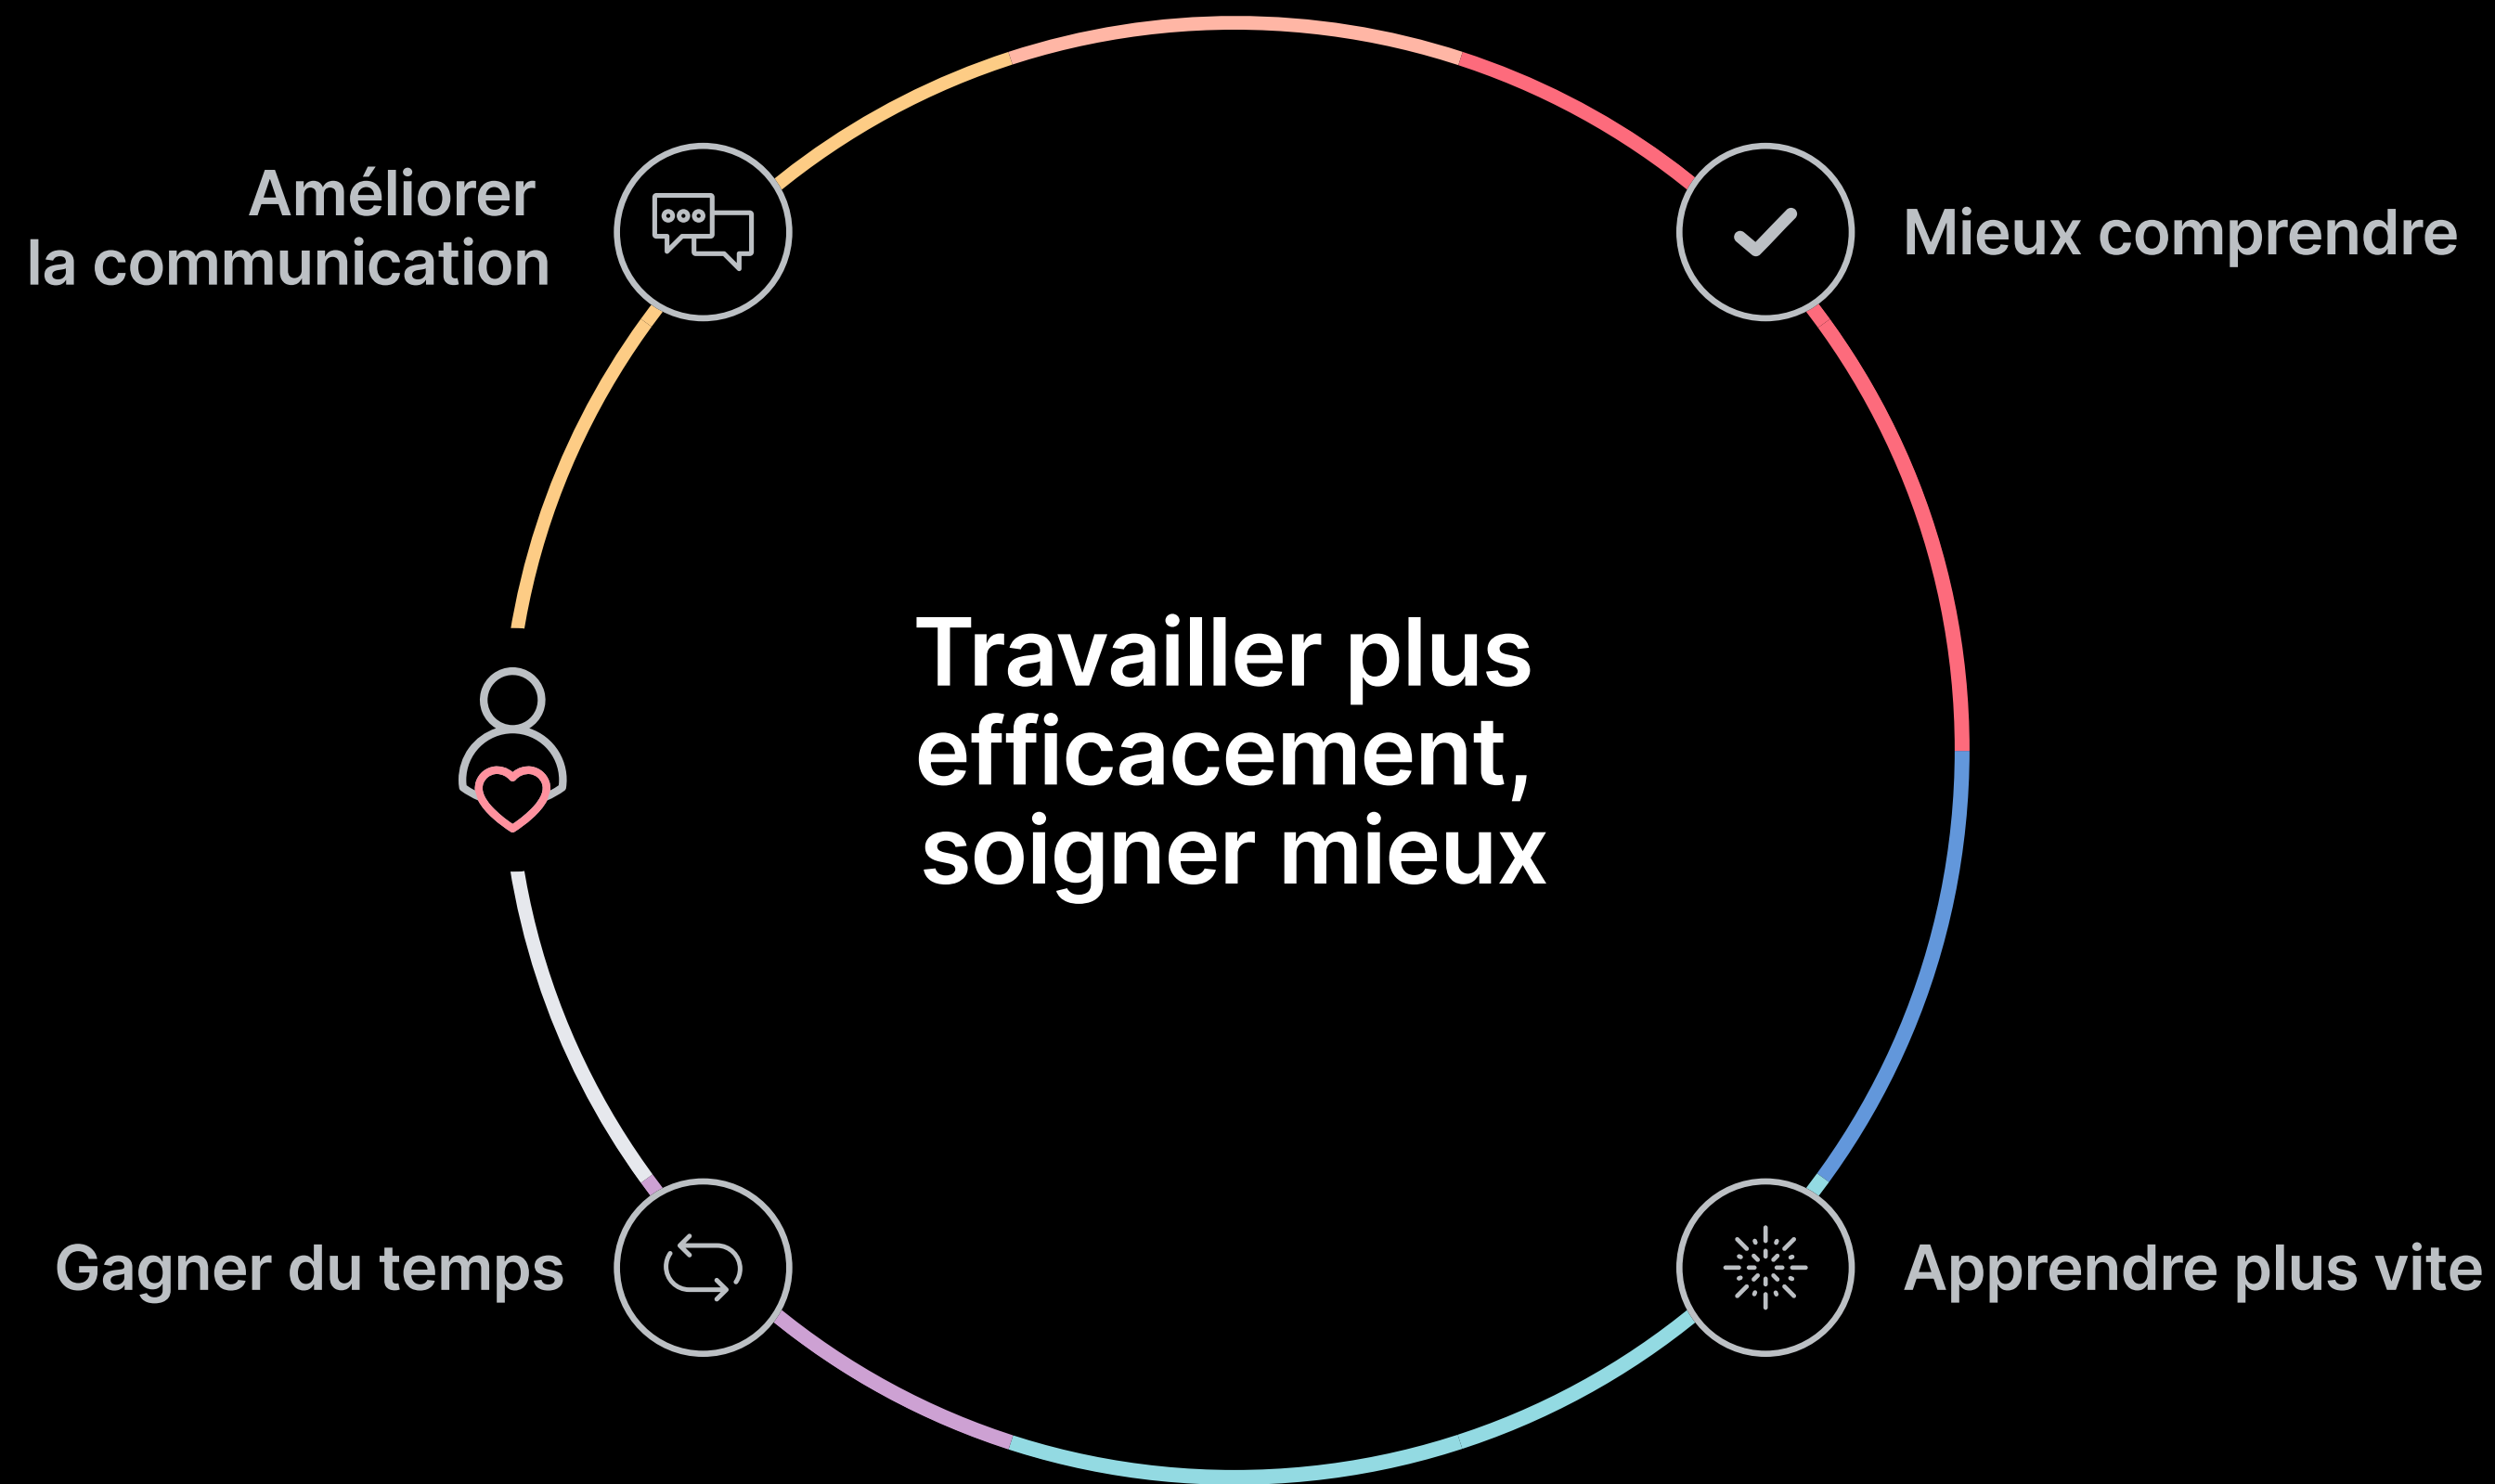 Améliorer
la communication
Mieux comprendre
Travailler plus
efficacement,
soigner mieux
Gagner du temps
Apprendre plus vite